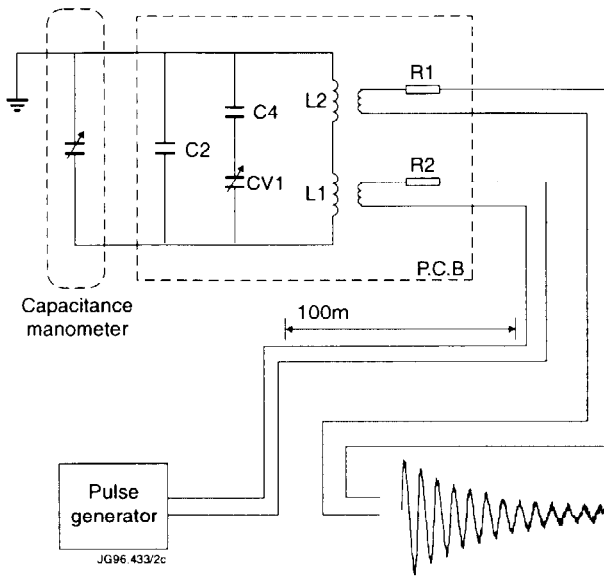 R1
L2
C4
C2
R2
CV1
L1
P.C.B
Capacitance
manometer
100m
Pulse
generator
JG96.433/2c